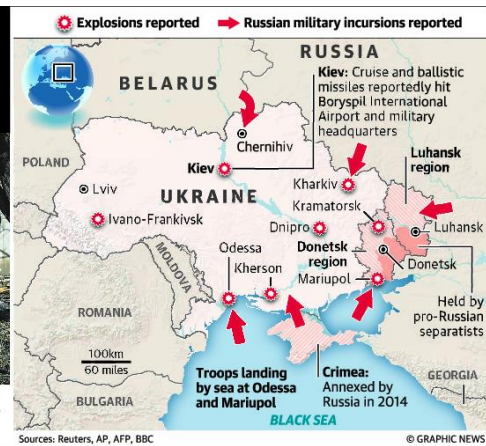 Explosions reported
Russian military incursions reported
RUSSIA
BELARUS
Kiev: Cruise and ballistic
missiles reportedly hit
Boryspil International
Airport and military
headquarters
Chernihiv
POLAND
Kiev
Luhansk
region
Kharkiv
Lviv
UKRAINE
Kramatorsk
Ivano-Frankivsk
Dnipro
Luhansk
Odessa
Donetsk
region
MOLDOVA
Kherson
Donetsk
Mariupol
Held by
pro-Russian
separatists
ROMANIA
100km
60 miles
Troops landing
by sea at Odessa
and Mariupol
Crimea:
Annexed by
Russia in 2014
GEORGIA
BULGARIA
BLACK SEA
Sources: Reuters, AP, AFP, BBC
© GRAPHIC NEWS